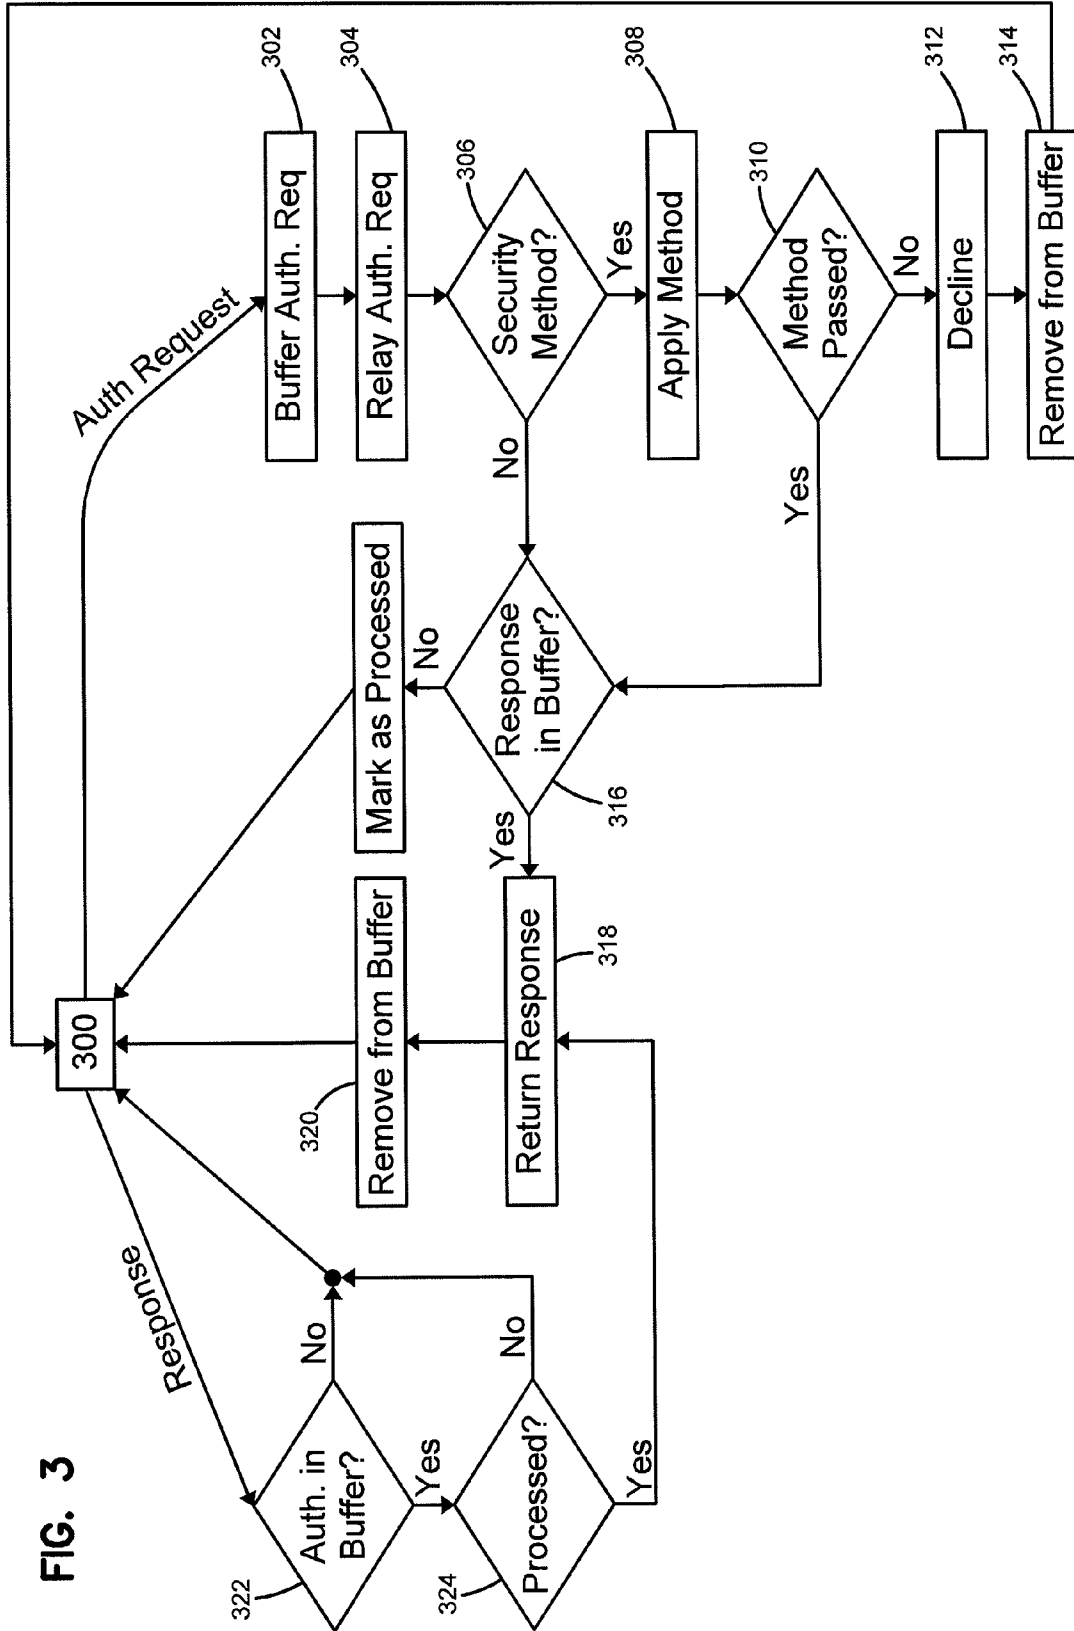 FIG. 3
300
Response
Auth Request
322
Auth. in
Buffer?
No
Yes
324
Processed?
No
Yes
320
Remove from Buffer
Return Response
318
Mark as Processed
No
Response
in Buffer?
316
Yes
302
Buffer Auth. Req
304
Relay Auth. Req
306
Security
Method?
No
Yes
308
Apply Method
310
Method
Passed?
Yes
No
312
Decline
314
Remove from Buffer